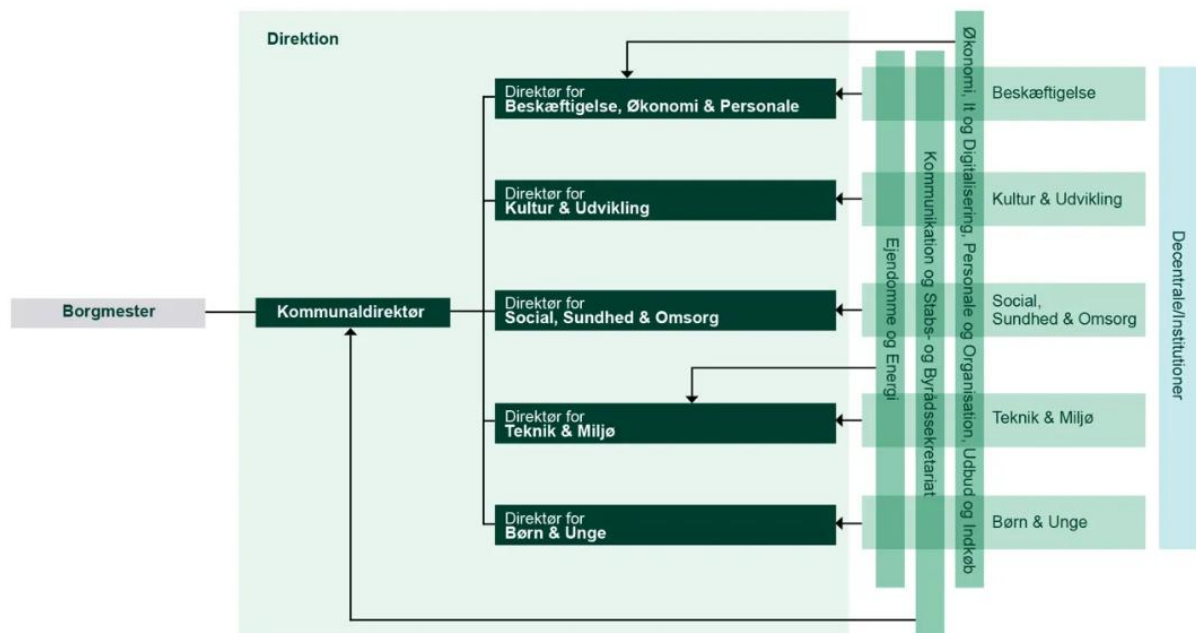 Direktion
Borgmester
Kommunaldirektør
Direktør for
Beskæftigelse, Økonomi & Personale
Direktør for
Kultur & Udvikling
Direktør for
Social, Sundhed & Omsorg
Direktør for
Teknik & Miljø
Direktør for
Børn & Unge
Ejendomme og Energi
Kommunikation og Stabs- og Byrådssekretariat
Økonomi, It og Digitalisering, Personale og Organisation, Udbud og Indkøb
Beskæftigelse
Kultur & Udvikling
Social,
Sundhed & Omsorg
Teknik & Miljø
Børn & Unge
Decentrale/Institutioner